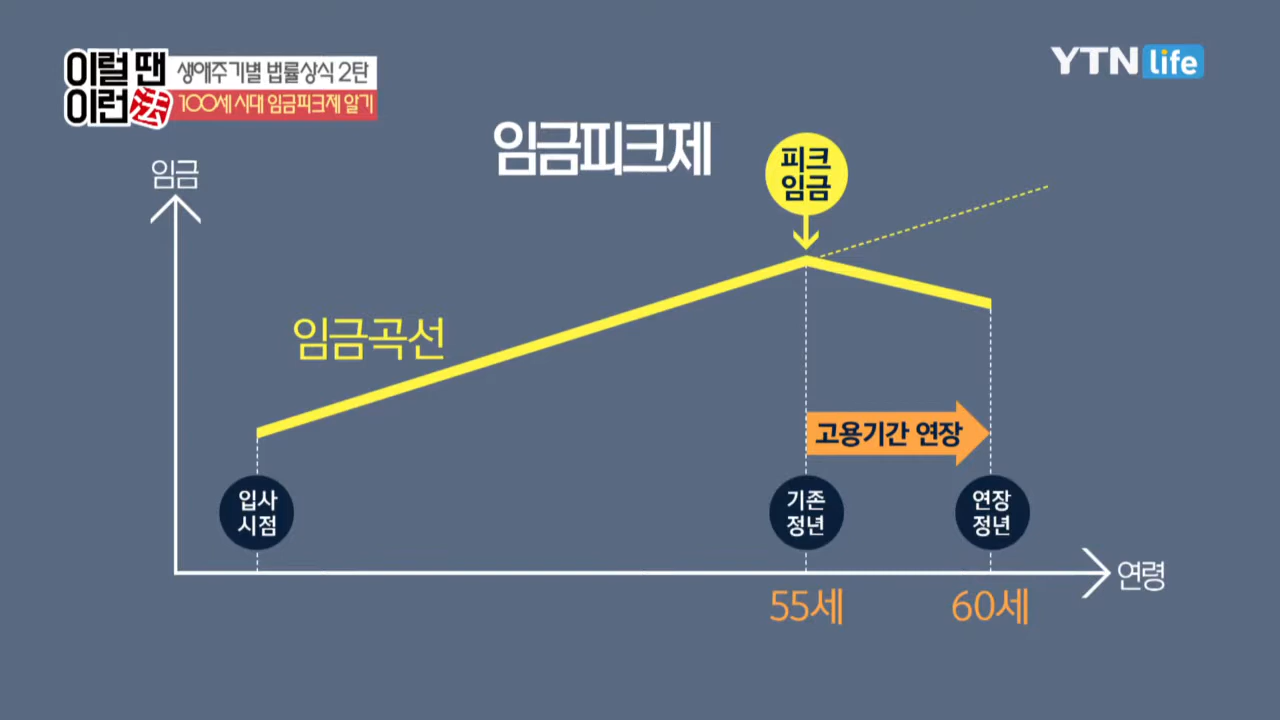 이럴 땐
이런 法
생애주기별 법률상식 2탄
100세 시대 임금피크제 알기
YTN life
임금피크제
임금
피크
임금
임금곡선
고용기간 연장
입사
시점
기존
정년
연장
정년
연령
55세
60세